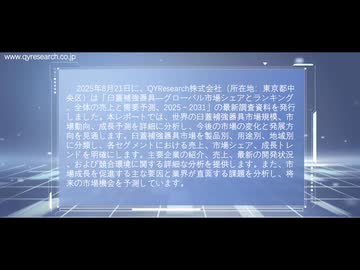 www.qyresearch.co.jp
2025年8月21日に、QYResearch株式会社（所在地：東京都中
央区）は「臼蓋補強器具―グローバル市場シェアとランキング
、全体の売上と需要予測、2025～2031」の最新調査資料を発行
しました。本レポートでは、世界の臼蓋補強器具市場規模、市
場動向、成長予測を詳細に分析し、今後の市場の変化と発展方
向を見通します。臼蓋補強器具市場を製品別、用途別、地域別
に分類し、各セグメントにおける売上、市場シェア、成長トレ
ンドを明確にします。主要企業の紹介、売上、最新の開発状況
、および競合環境に関する詳細な分析を提供します。また、市
場成長を促進する主な要因と業界が直面する課題を分析し、将
来の市場機会を予測しています。